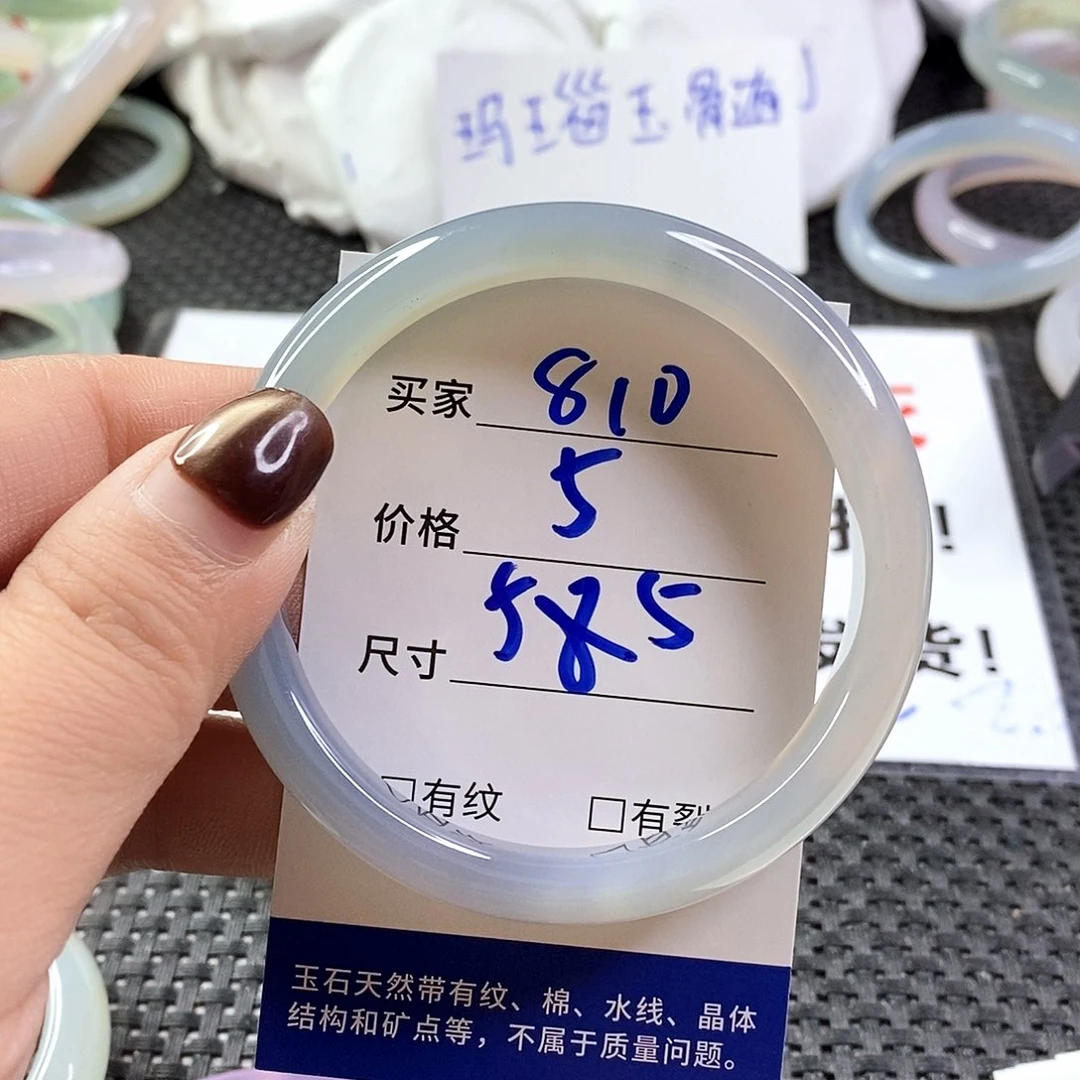 玛瑙玉骨髓
买家 810
价格 5
尺寸 585
□有纹 □有裂
玉石天然带有纹、棉、水线、晶体
结构和矿点等，不属于质量问题。
货!